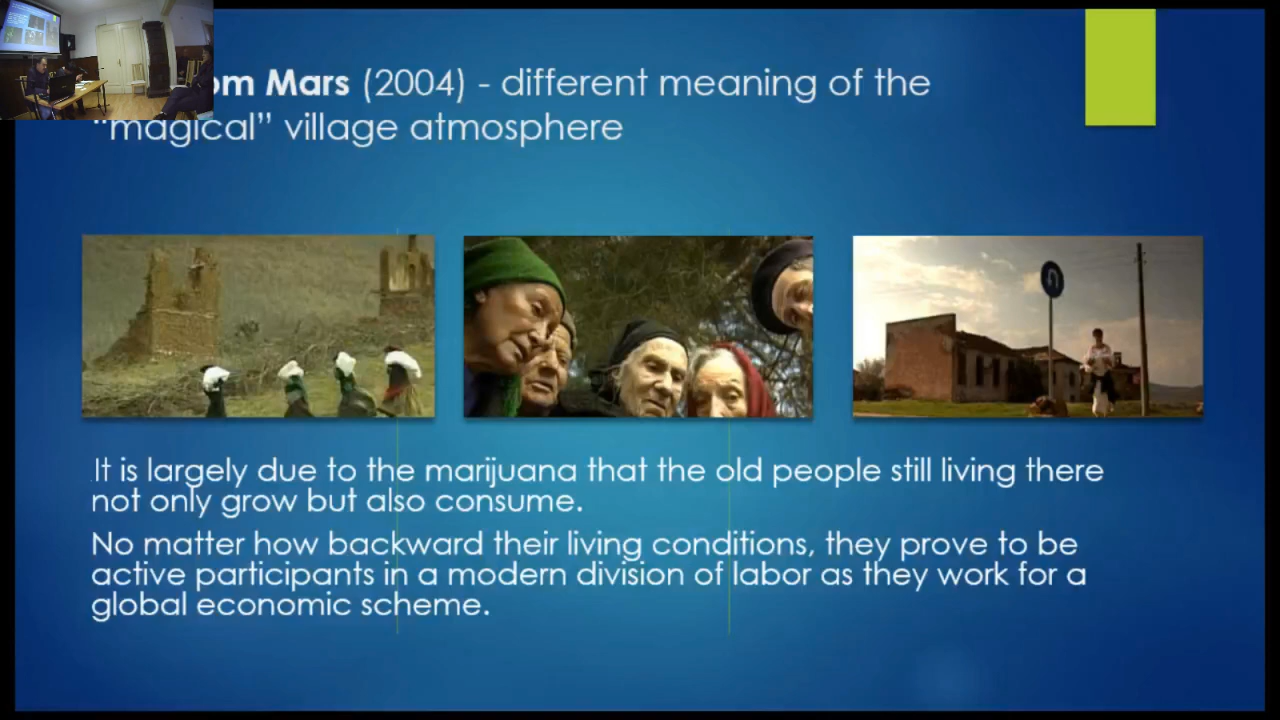 om Mars (2004) - different meaning of the
“magical” village atmosphere
It is largely due to the marijuana that the old people still living there
not only grow but also consume.
No matter how backward their living conditions, they prove to be
active participants in a modern division of labor as they work for a
global economic scheme.